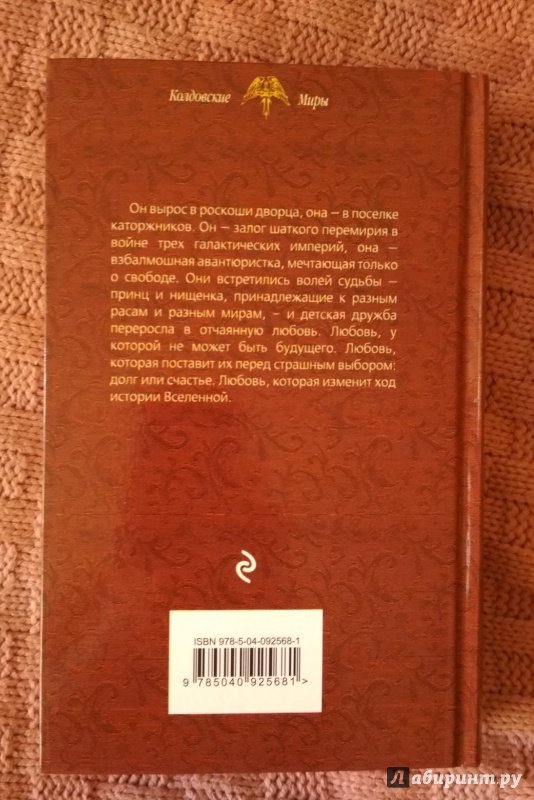 Колдовские Миры
Он вырос в роскоши дворца, она – в поселке
каторжников. Он – залог шаткого перемирия в
войне трех галактических империй, она –
взбалмошная авантюристка, мечтающая только
о свободе. Они встретились волей судьбы –
принц и нищенка, принадлежащие к разным
расам и разным мирам, – и детская дружба
переросла в отчаянную любовь. Любовь, у
которой не может быть будущего. Любовь,
которая поставит их перед страшным выбором:
долг или счастье. Любовь, которая изменит ход
истории Вселенной.
ISBN 978-5-04-092568-1
9 785040 925681 >
Лабиринт.ру